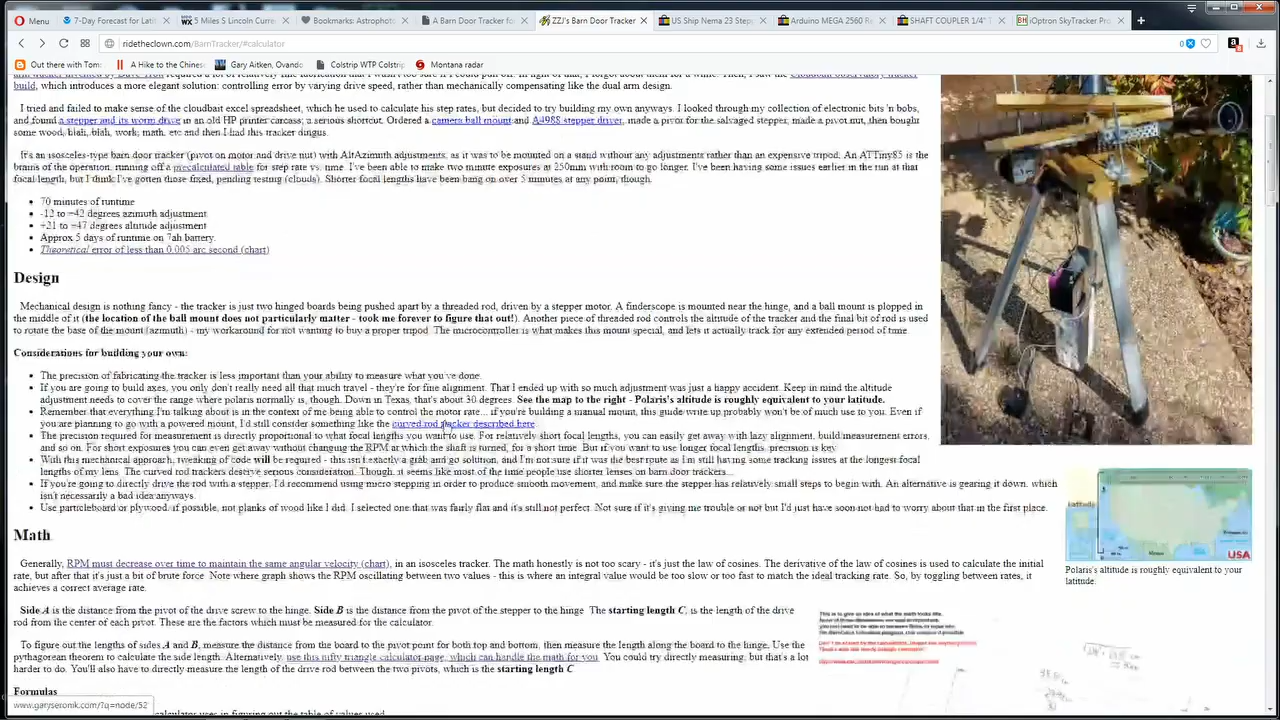 Menu
7-Day Forecast for Lati
5 Miles S Lincoln Curre
Bookmarks: Astrophot
A Barn Door Tracker fo
ZZJ's Barn Door Tracker
US Ship Nema 23 Step
Arduino MEGA 2560 R
SHAFT COUPLER 1/4" T
iOptron SkyTracker Pro
ridetheclown.com/BarnTracker/#calculator
Out there with Tom
A Hike to the Chinese
Gary Aitken, Ovando
Colstrip WTP Colstrip
Montana radar
build, which introduces a more elegant solution: controlling error by varying drive speed, rather than mechanically compensating like the dual arm design.
I tried and failed to make sense of the cloudbait excel spreadsheet, which he used to calculate his step rates, but decided to try building my own anyways. I looked through my collection of electronic bits 'n bobs,
and found a stepper and its worm drive in an old HP printer carcass; a serious shortcut. Ordered a camera ball mount and A4988 stepper driver, made a pivot for the salvaged stepper, made a pivot nut, then bought
some wood, blah, blah, work, math, etc and then I had this tracker dingus.
It's an isosceles-type barn door tracker (pivot on motor and drive nut) with AltAzimuth adjustments, as it was to be mounted on a stand without any adjustments rather than an expensive tripod. An ATTiny85 is the
brains of the operation, running off a precalculated table for step rate vs. time. I've been able to make two minute exposures at 250mm with room to go longer. I've been having some issues earlier in the run at that
focal length, but I think I've gotten those fixed, pending testing (clouds). Shorter focal lengths have been bang on over 5 minutes at any point, though.
70 minutes of runtime
-12 to +42 degrees azimuth adjustment
+21 to +47 degrees altitude adjustment
Approx 5 days of runtime on 7ah battery.
Theoretical error of less than 0.005 arc second (chart)
Design
Mechanical design is nothing fancy - the tracker is just two hinged boards being pushed apart by a threaded rod, driven by a stepper motor. A finderscope is mounted near the hinge, and a ball mount is plopped in
the middle of it (the location of the ball mount does not particularly matter - took me forever to figure that out!). Another piece of threaded rod controls the altitude of the tracker and the final bit of rod is used
to rotate the base of the mount (azimuth) - my workaround for not wanting to buy a proper tripod. The microcontroller is what makes this mount special, and lets it actually track for any extended period of time
Considerations for building your own:
The precision of fabricating the tracker is less important than your ability to measure what you've done.
If you are going to build axes, you only don't really need all that much travel - they're for fine alignment. That I ended up with so much adjustment was just a happy accident. Keep in mind the altitude
adjustment needs to cover the range where polaris normally is, though. Down in Texas, that's about 30 degrees. See the map to the right - Polaris's altitude is roughly equivalent to your latitude.
Remember that everything I'm talking about is in the context of me being able to control the motor rate... if you're building a manual mount, this guide write up probably won't be of much use to you. Even if
you are planning to go with a powered mount, I'd still consider something like the curved rod tracker described here.
The precision required for measurement is directly proportional to what focal lengths you want to use. For relatively short focal lengths, you can easily get away with lazy alignment, build/measurement errors,
and so on. For short exposures you can even get away without changing the RPM at which the shaft is turned, for a short time. But if you want to use longer focal lengths, precision is key
With this mechanical approach, tweaking of code will be required - this isn't exactly a grab and go solution, and I'm not sure if it was the best route as I'm still having some tracking issues at the longest focal
lengths of my lens. The curved rod trackers deserve serious consideration. Though, it seems like most of the time people use shorter lenses on barn door trackers...
If you're going to directly drive the rod with a stepper, I'd recommend using micro stepping in order to produce smooth movement, and make sure the stepper has relatively small steps to begin with. An alternative is gearing it down, which
isn't necessarily a bad idea anyways.
Use particleboard or plywood, if possible, not planks of wood like I did. I selected one that was fairly flat and it's still not perfect. Not sure if it's giving me trouble or not but I'd just have soon not had to worry about that in the first place.
USA
Polaris's altitude is roughly equivalent to your
latitude.
Math
Generally, RPM must decrease over time to maintain the same angular velocity (chart), in an isosceles tracker. The math honestly is not too scary - it's just the law of cosines. The derivative of the law of cosines is used to calculate the initial
rate, but after that it's just a bit of brute force. Note where graph shows the RPM oscillating between two values - this is where an integral value would be too slow or too fast to match the ideal tracking rate. So, by toggling between rates, it
achieves a correct average rate.
Side A is the distance from the pivot of the drive screw to the hinge. Side B is the distance from the pivot of the stepper to the hinge. The starting length C, is the length of the drive
rod from the center of each pivot. These are the factors which must be measured for the calculator.
To figure out the lengths of sides A and B, measure the distance from the board to the pivot point for both top and bottom, then measure the length along the board to the hinge. Use the
pythagorean theorem to calculate the side length. Alternatively, use this nifty triangle calculator page, which can handle the math for you. You could try directly measuring, but that's a lot
harder to do. You'll also have to directly measure the length of the drive rod between the two pivots, which is the starting length C
Formulas
www.garyseronik.com/?q=node/52
calculator uses in figuring out the table of values used.